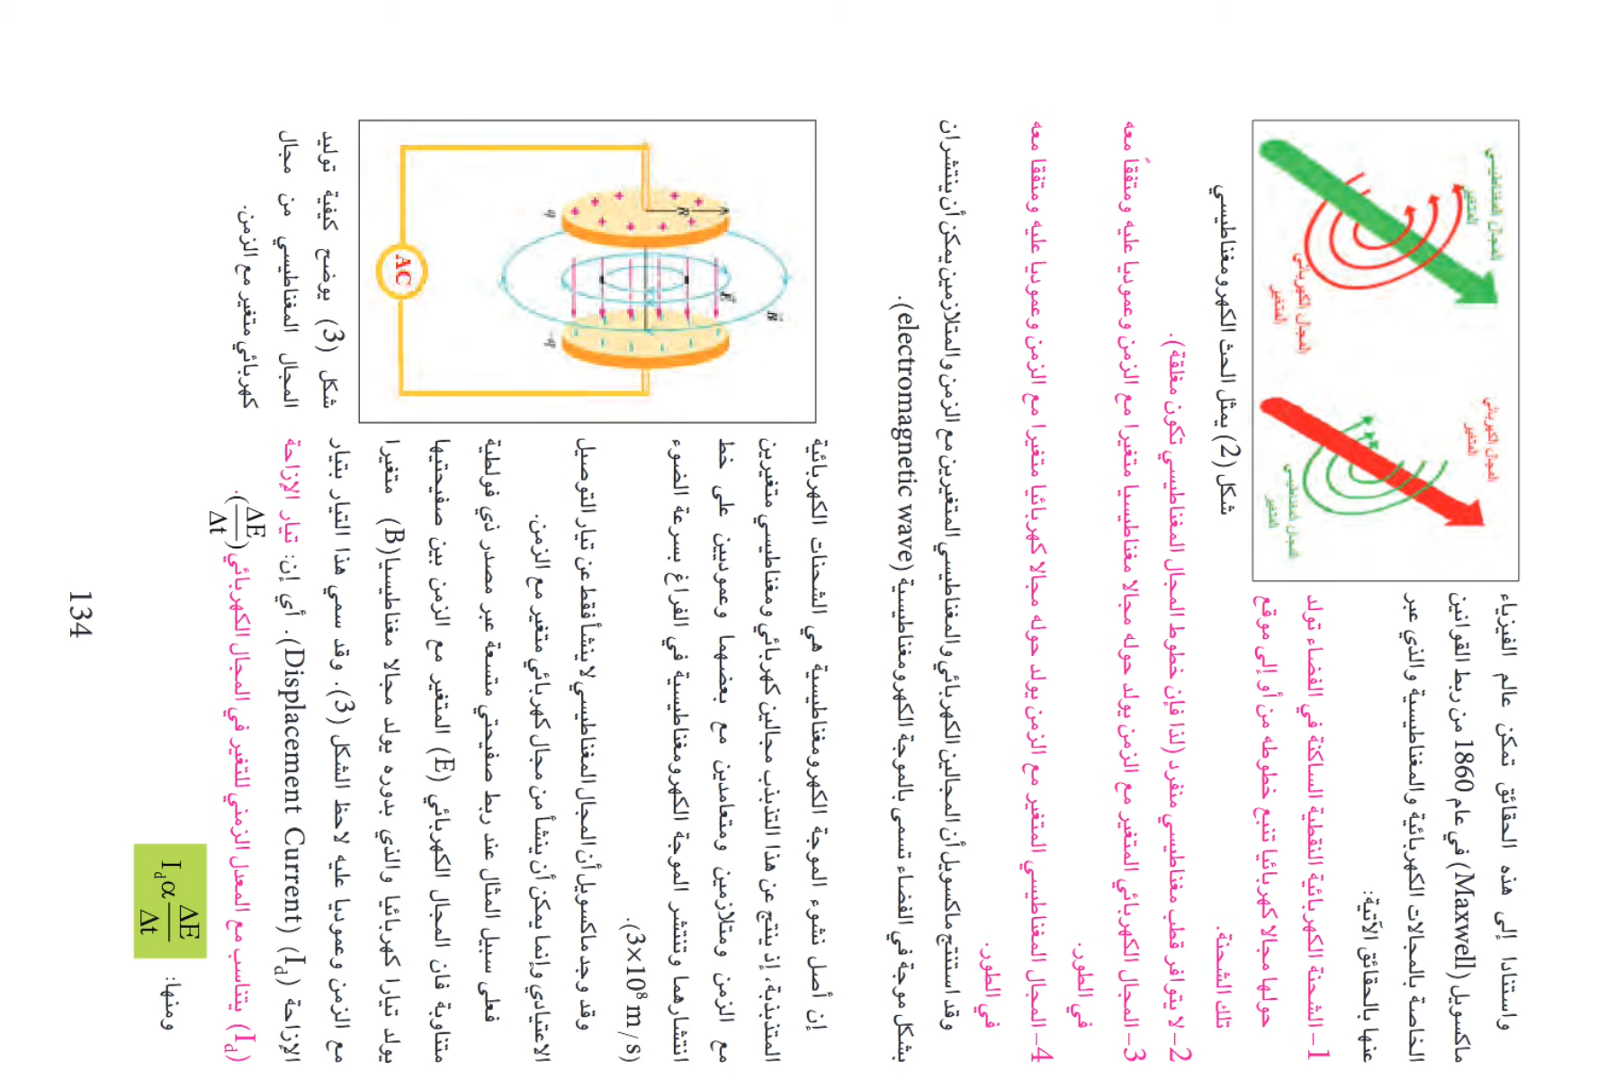 واستنادا إلى هذه الحقائق تمكن عالم الفيزياء
ماكسويل (Maxwell) في عام 1860 من ربط القوانين
الخاصة بالمجالات الكهربائية والمغناطيسية والذي عبر
عنها بالحقائق الآتية:
المجال المغناطيسي
المتغير
المجال الكهربائي
المتغير
المجال الكهربائي
المتغير
المجال المغناطيسي
المتغير
شكل (2) يمثل الحث الكهرومغناطيسي
1- الشحنة الكهربائية النقطية الساكنة في الفضاء تولد
حولها مجالا كهربائيا تنبع خطوطه من أو إلى موقع
تلك الشحنة.
2- لا يتوافر قطب مغناطيسي منفرد (لذا فإن خطوط المجال المغناطيسي تكون مغلقة).
3- المجال الكهربائي المتغير مع الزمن يولد حوله مجالا مغناطيسيا متغيرا مع الزمن وعموديا عليه ومتفقاً معه
في الطور.
4- المجال المغناطيسي المتغير مع الزمن يولد حوله مجالا كهربائيا متغيرا مع الزمن وعموديا عليه ومتفقا معه
في الطور.
وقد استنتج ماكسويل أن المجالين الكهربائي والمغناطيسي المتغيرين مع الزمن والمتلازمين يمكن أن ينتشران
بشكل موجة في الفضاء تسمى بالموجة الكهرومغناطيسية (electromagnetic wave).
إن أصل نشوء الموجة الكهرومغناطيسية هي الشحنات الكهربائية
المتذبذبة، إذ ينتج عن هذا التذبذب مجالين كهربائي ومغناطيسي متغيرين
مع الزمن ومتلازمين ومتعامدين مع بعضهما وعموديين على خط
انتشارهما وتنتشر الموجة الكهرومغناطيسية في الفراغ بسرعة الضوء
(3×10⁸ m/s).
وقد وجد ماكسويل أن المجال المغناطيسي لا ينشأ فقط عن تيار التوصيل
الاعتيادي وإنما يمكن أن ينشأ من مجال كهربائي متغير مع الزمن.
فعلى سبيل المثال عند ربط صفيحتي متسعة عبر مصدر ذي فولطية
متناوبة فان المجال الكهربائي (E) المتغير مع الزمن بين صفيحتيها
يولد تيارا كهربائيا والذي بدوره يولد مجالا مغناطيسيا (B) متغيرا
مع الزمن وعموديا عليه لاحظ الشكل (3). وقد سمي هذا التيار بتيار
الإزاحة (I_d) (Displacement Current). أي إن: تيار الإزاحة
(I_d) يتناسب مع المعدل الزمني للتغير في المجال الكهربائي (ΔE/Δt).
R
q
-q
E
B
AC
شكل (3) يوضح كيفية توليد
المجال المغناطيسي من مجال
كهربائي متغير مع الزمن.
ومنها:
I_d α ΔE/Δt
134